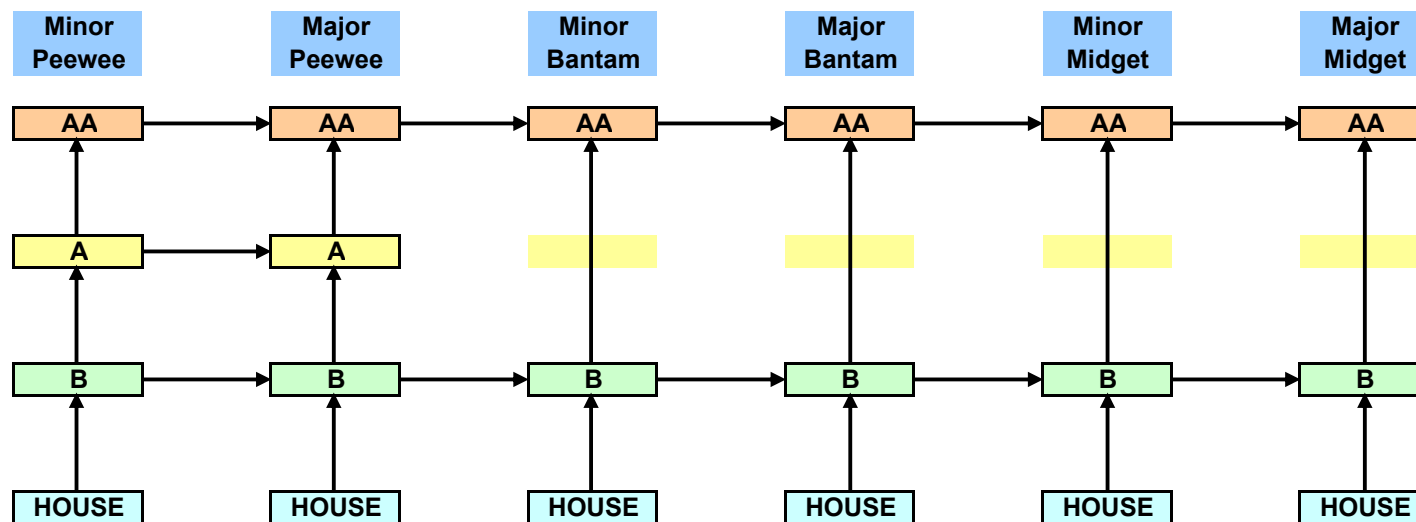 Minor Major Minor Major Minor Major
Peewee Peewee Bantam Bantam Midget Midget
AA AA AA AA AA AA
A A
B B B B B B
HOUSE HOUSE HOUSE HOUSE HOUSE HOUSE